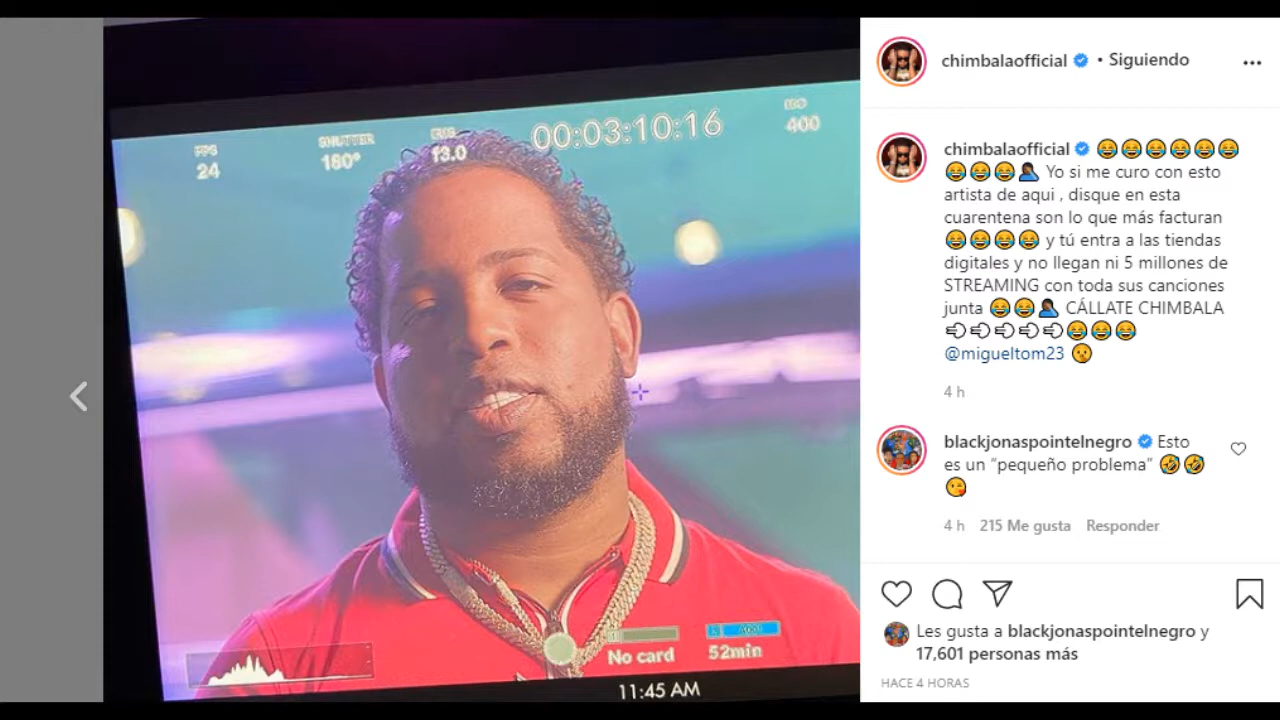 FPS
24
SHUTTER
180°
IRIS
f3.0
00:03:10:16
ISO
400
No card
52min
11:45 AM
chimbalaofficial • Siguiendo
chimbalaofficial 😂😂😂😂😂😂
😂😂😂🤦🏿‍♂️ Yo si me curo con esto
artista de aqui , disque en esta
cuarentena son lo que más facturan
😂😂😂😂 y tú entra a las tiendas
digitales y no llegan ni 5 millones de
STREAMING con toda sus canciones
junta 😂😂🤦🏿‍♂️ CÁLLATE CHIMBALA
💨💨💨💨💨😂😂😂
@migueltom23 🤫
4 h
blackjonaspointelnegro Esto
es un “pequeño problema” 🤣🤣
😘
4 h 215 Me gusta Responder
Les gusta a blackjonaspointelnegro y
17,601 personas más
HACE 4 HORAS